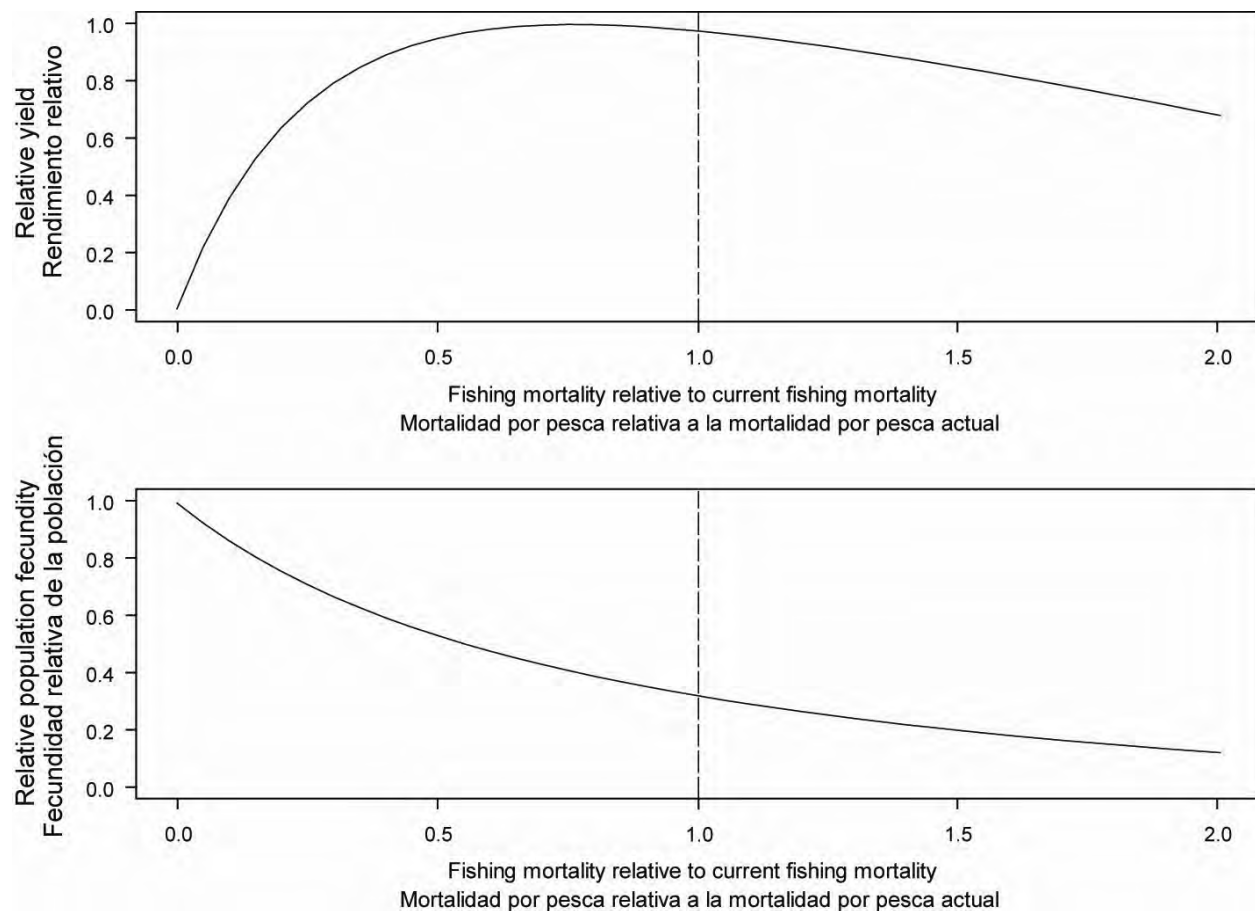 Relative yield
Rendimiento relativo
1.0
0.8
0.6
0.4
0.2
0.0
0.0 0.5 1.0 1.5 2.0
Fishing mortality relative to current fishing mortality
Mortalidad por pesca relativa a la mortalidad por pesca actual
Relative population fecundity
Fecundidad relativa de la población
1.0
0.8
0.6
0.4
0.2
0.0
0.0 0.5 1.0 1.5 2.0
Fishing mortality relative to current fishing mortality
Mortalidad por pesca relativa a la mortalidad por pesca actual